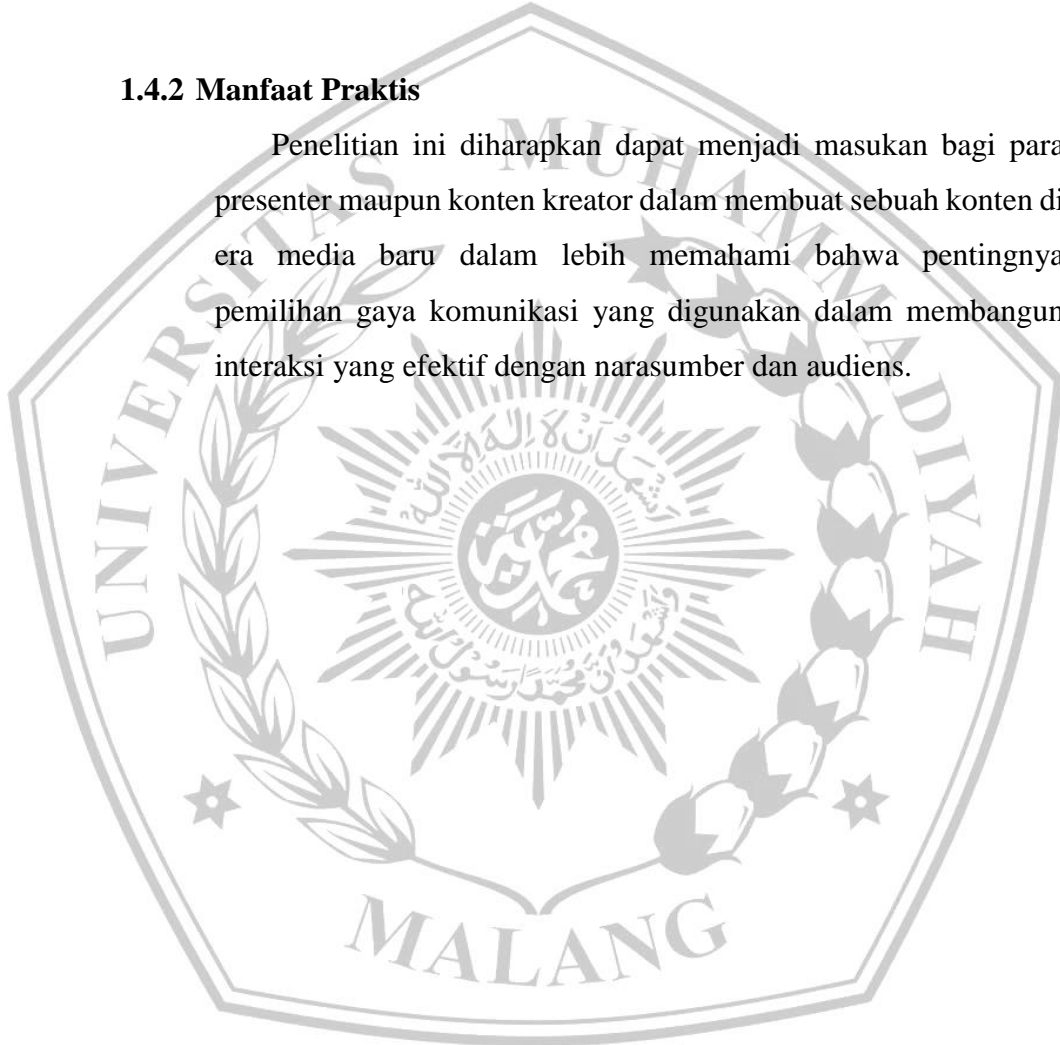 1.4.2 Manfaat Praktis
Penelitian ini diharapkan dapat menjadi masukan bagi para
presenter maupun konten kreator dalam membuat sebuah konten di
era media baru dalam lebih memahami bahwa pentingnya
pemilihan gaya komunikasi yang digunakan dalam membangun
interaksi yang efektif dengan narasumber dan audiens.
UNIVERSITAS MUHAMMADIYAH
MALANG